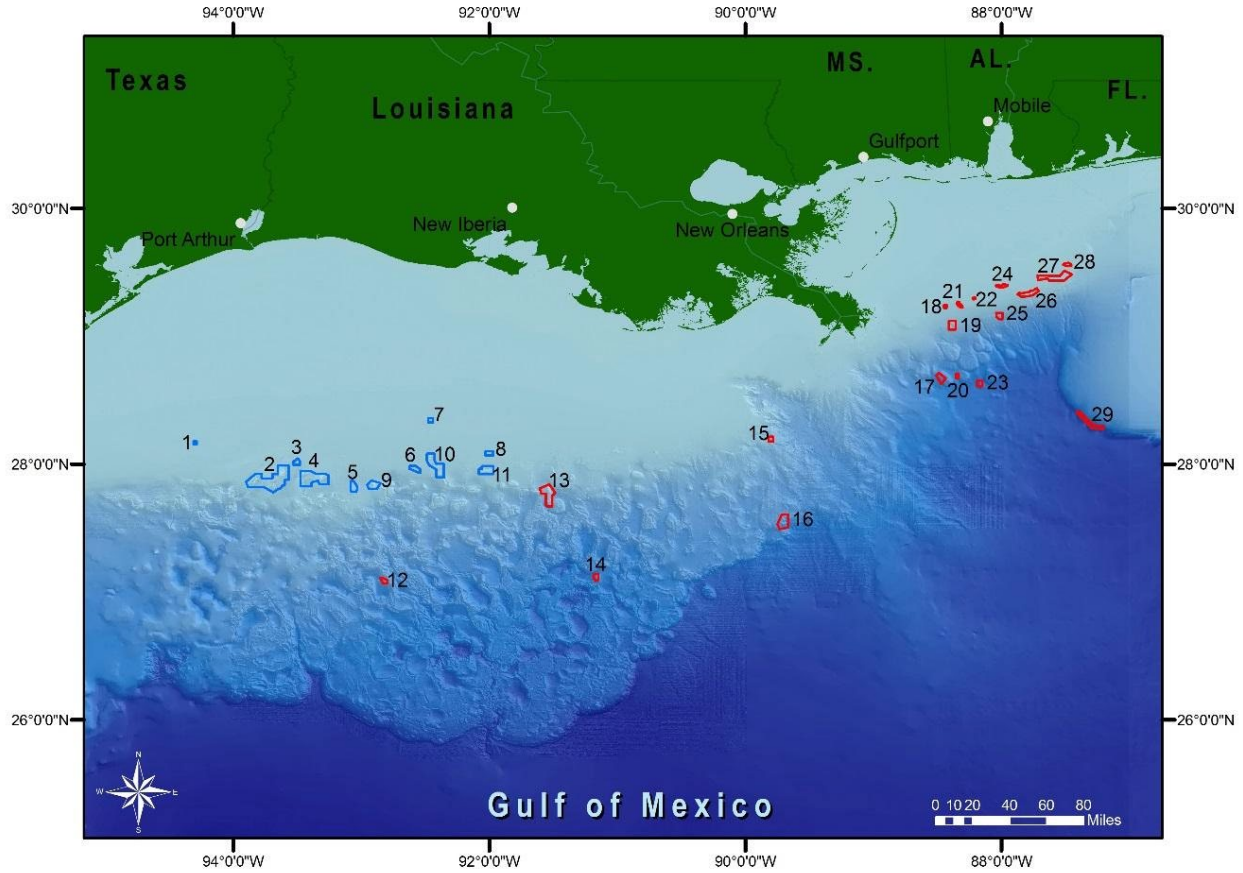 94°0'0"W 92°0'0"W 90°0'0"W 88°0'0"W
MS. AL.
Texas FL.
Louisiana Mobile
Gulfport
30°0'0"N 30°0'0"N
Port Arthur New Iberia New Orleans
27 28
24
21 22 26
18
19 25
17 20 23
7
29
15
1 3 6 10 8
28°0'0"N 28°0'0"N
2 4 5 9 11 13
16
14
12
26°0'0"N 26°0'0"N
N
W E
S
Gulf of Mexico
0 10 20 40 60 80
Miles
94°0'0"W 92°0'0"W 90°0'0"W 88°0'0"W